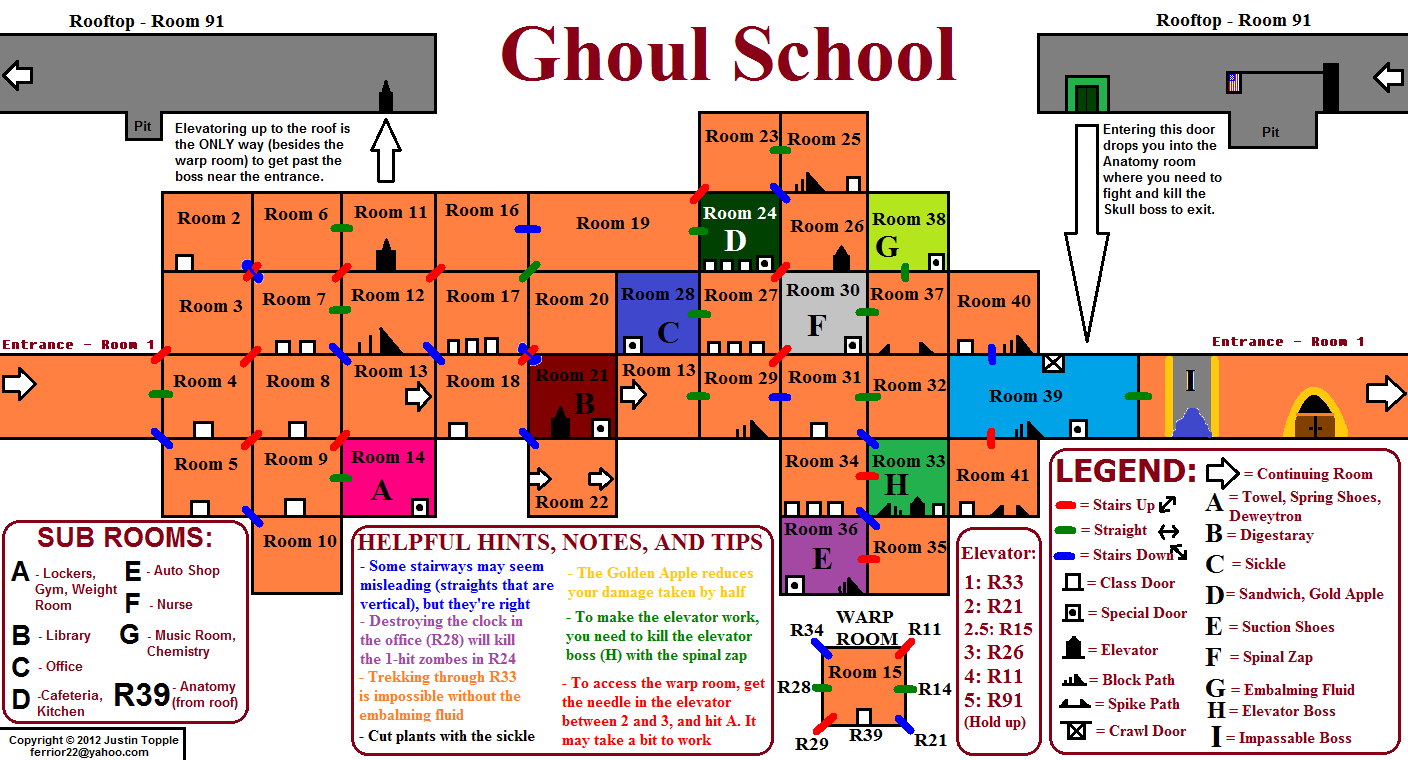 Rooftop - Room 91
Ghoul School
Rooftop - Room 91
Pit
Elevatoring up to the roof is
the ONLY way (besides the
warp room) to get past the
boss near the entrance.
Pit
Entering this door
drops you into the
Anatomy room
where you need to
fight and kill the
Skull boss to exit.
Room 23
Room 25
Room 2
Room 6
Room 11
Room 16
Room 19
Room 24
D
Room 26
Room 38
G
Room 3
Room 7
Room 12
Room 17
Room 20
Room 28
C
Room 27
Room 30
F
Room 37
Room 40
Entrance - Room 1
Entrance - Room 1
Room 4
Room 8
Room 13
Room 18
Room 21
B
Room 13
Room 29
Room 31
Room 32
Room 39
I
Room 5
Room 9
Room 14
A
Room 22
Room 34
Room 33
H
Room 41
Room 10
Room 36
E
Room 35
SUB ROOMS:
A - Lockers,
Gym, Weight
Room
B - Library
C - Office
D -Cafeteria,
Kitchen
E - Auto Shop
F - Nurse
G - Music Room,
Chemistry
R39 - Anatomy
(from roof)
Copyright © 2012 Justin Topple
ferrior22@yahoo.com
HELPFUL HINTS, NOTES, AND TIPS
- Some stairways may seem
misleading (straights that are
vertical), but they're right
- Destroying the clock in
the office (R28) will kill
the 1-hit zombes in R24
- Trekking through R33
is impossible without the
embalming fluid
- Cut plants with the sickle
- The Golden Apple reduces
your damage taken by half
- To make the elevator work,
you need to kill the elevator
boss (H) with the spinal zap
- To access the warp room, get
the needle in the elevator
between 2 and 3, and hit A. It
may take a bit to work
WARP
ROOM
R34
R11
Room 15
R28
R14
R29
R39
R21
Elevator:
1: R33
2: R21
2.5: R15
3: R26
4: R11
5: R91
(Hold up)
LEGEND:
= Stairs Up
= Straight
= Stairs Down
= Class Door
= Special Door
= Elevator
= Block Path
= Spike Path
= Crawl Door
= Continuing Room
A = Towel, Spring Shoes,
Deweytron
B = Digestaray
C = Sickle
D = Sandwich, Gold Apple
E = Suction Shoes
F = Spinal Zap
G = Embalming Fluid
H = Elevator Boss
I = Impassable Boss